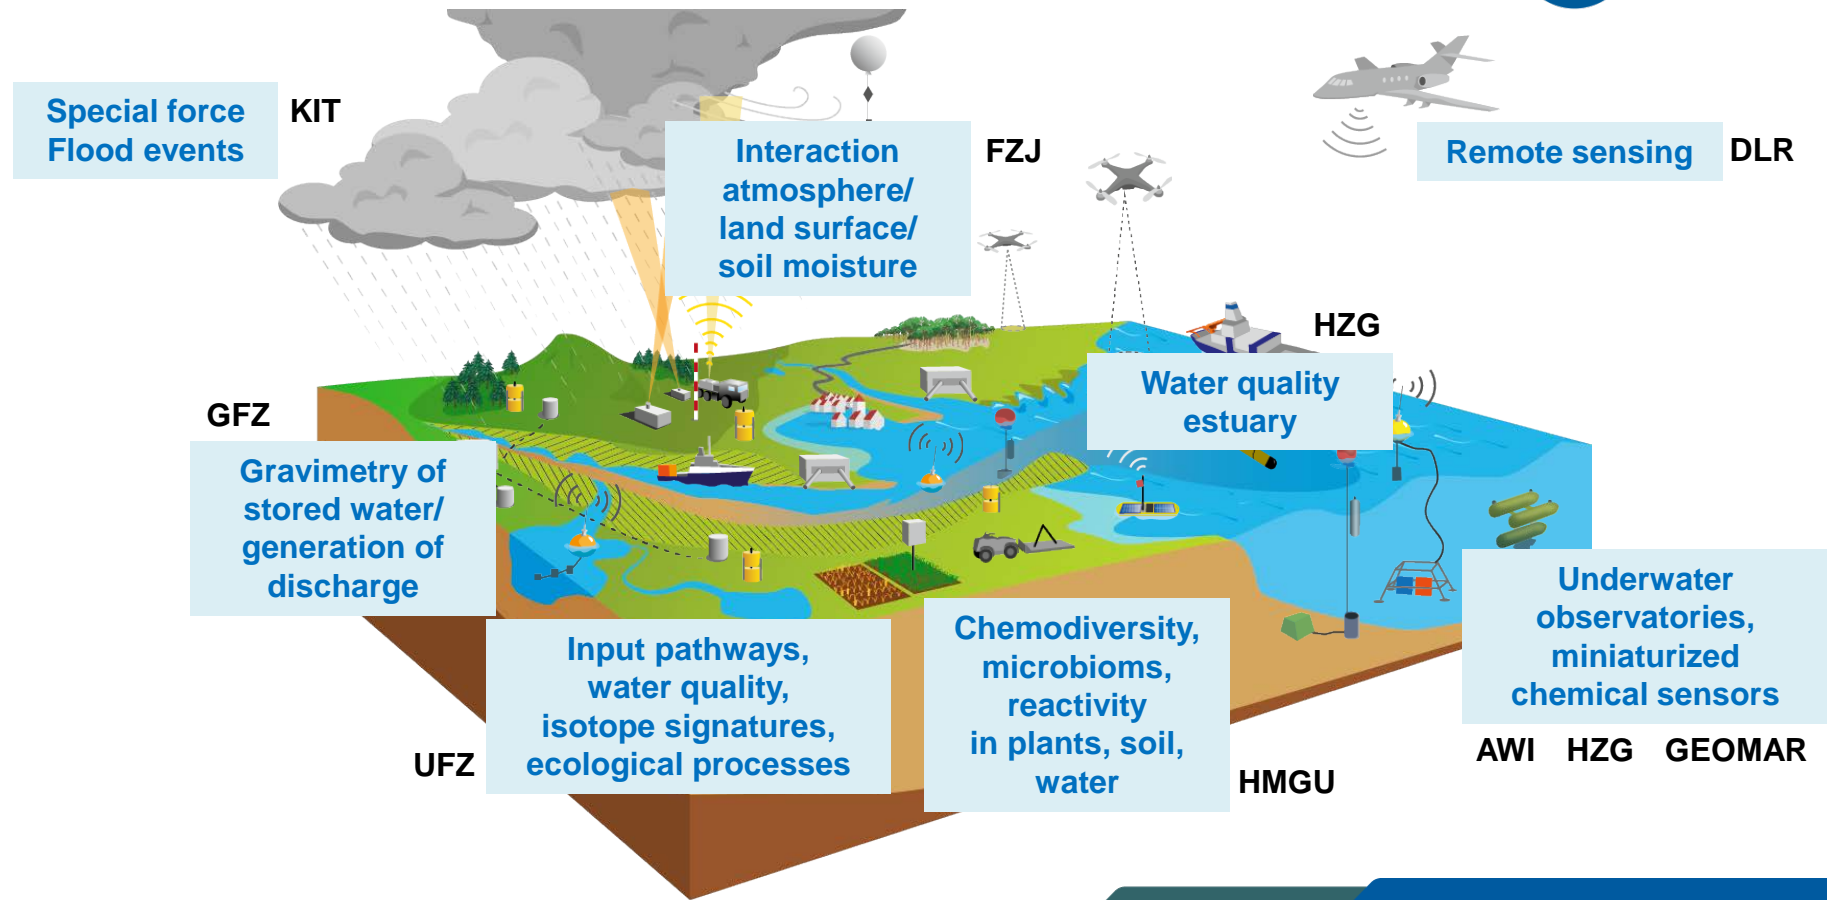 Special force
Flood events
KIT
Interaction
atmosphere/
land surface/
soil moisture
FZJ
Remote sensing
DLR
HZG
Water quality
estuary
GFZ
Gravimetry of
stored water/
generation of
discharge
Input pathways,
water quality,
isotope signatures,
ecological processes
UFZ
Chemodiversity,
microbioms,
reactivity
in plants, soil,
water
HMGU
Underwater
observatories,
miniaturized
chemical sensors
AWI HZG GEOMAR